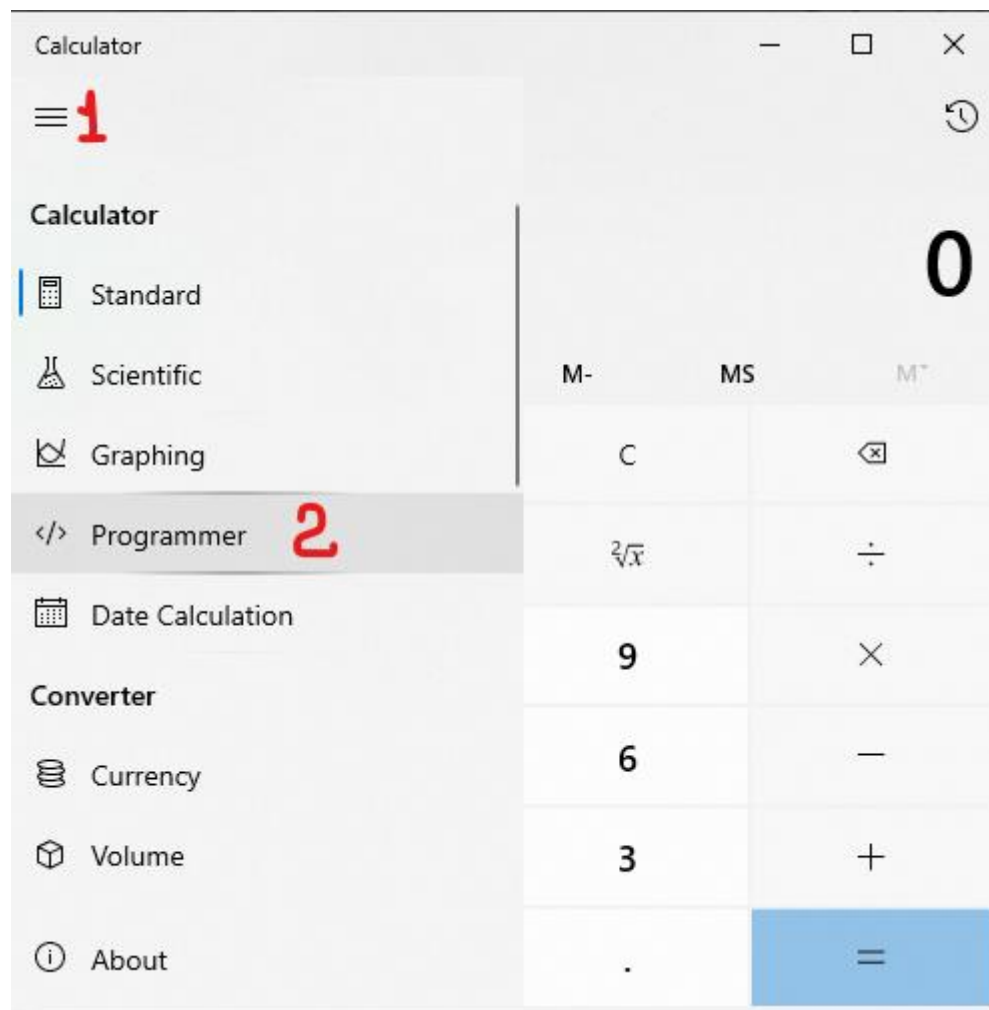 Calculator
1
Calculator
Standard
Scientific
Graphing
</> Programmer 2
Date Calculation
Converter
Currency
Volume
About
0
M- MS M+
C
²√x ÷
9 ×
6 −
3 +
. =